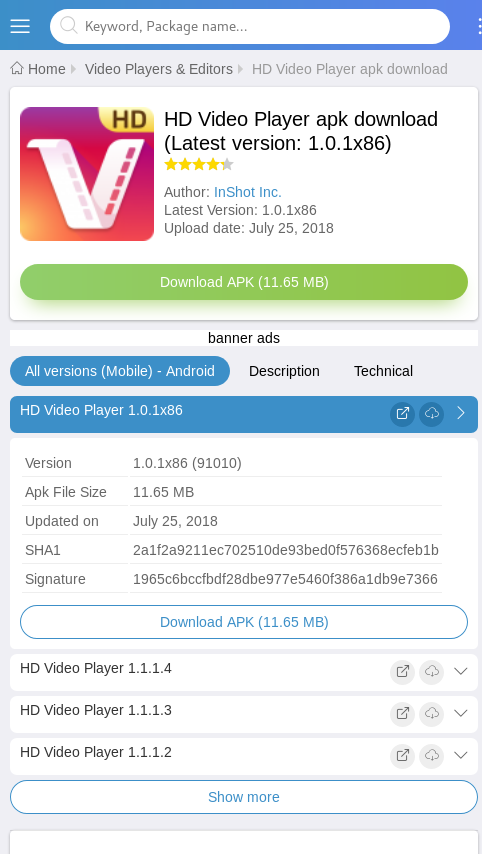 Keyword, Package name...
Home Video Players & Editors HD Video Player apk download
HD
HD Video Player apk download
(Latest version: 1.0.1x86)
Author: InShot Inc.
Latest Version: 1.0.1x86
Upload date: July 25, 2018
Download APK (11.65 MB)
banner ads
All versions (Mobile) - Android Description Technical
HD Video Player 1.0.1x86
Version 1.0.1x86 (91010)
Apk File Size 11.65 MB
Updated on July 25, 2018
SHA1 2a1f2a9211ec702510de93bed0f576368ecfeb1b
Signature 1965c6bccfbdf28dbe977e5460f386a1db9e7366
Download APK (11.65 MB)
HD Video Player 1.1.1.4
HD Video Player 1.1.1.3
HD Video Player 1.1.1.2
Show more